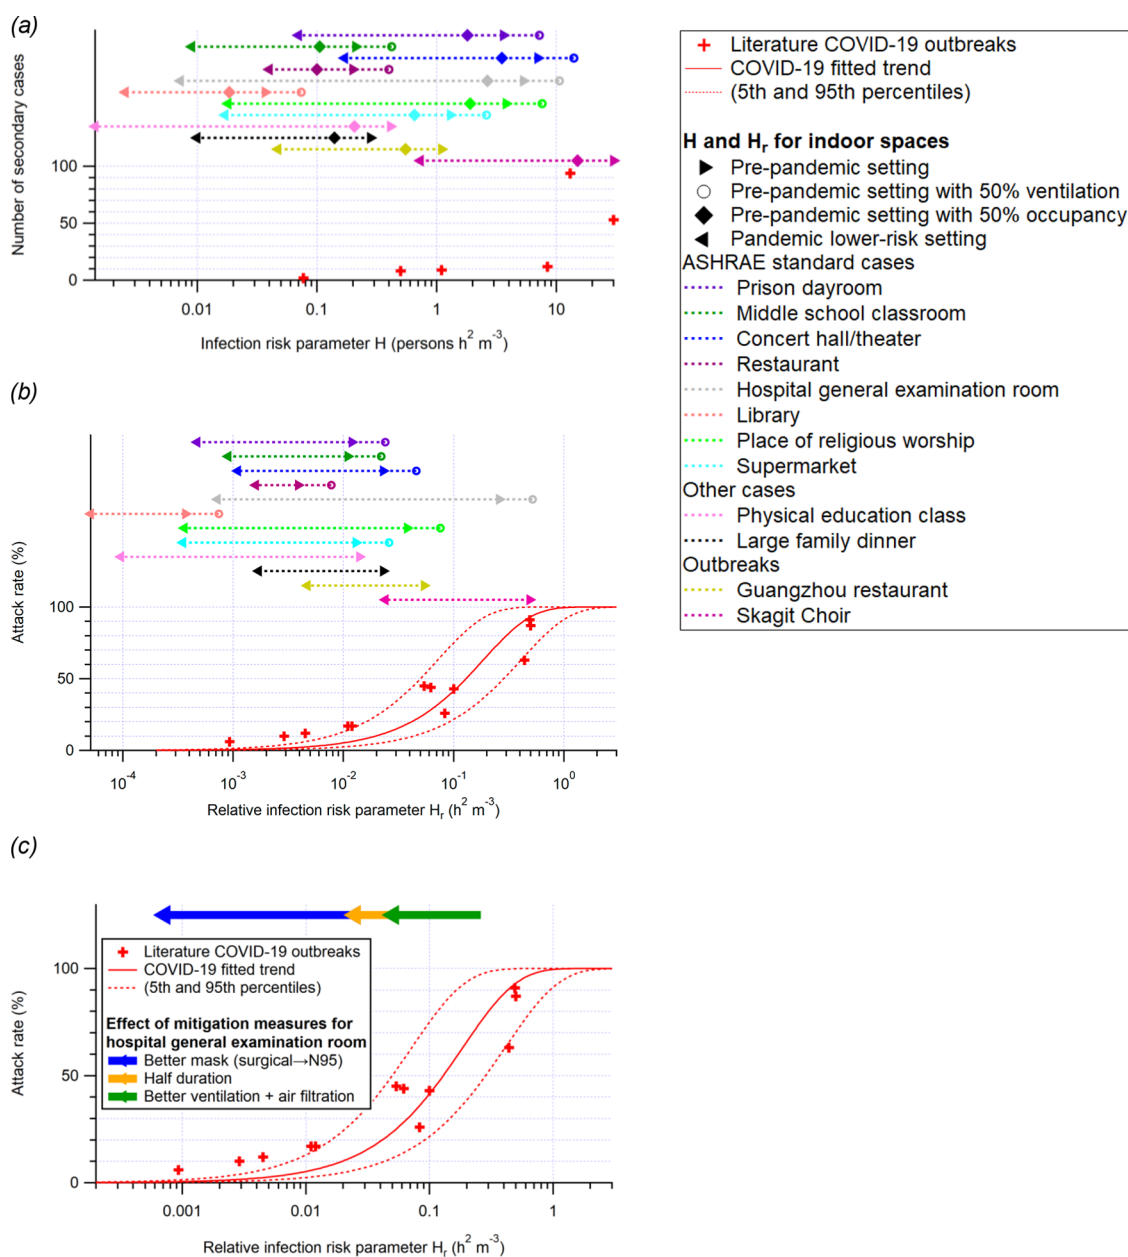 (a)
Number of secondary cases
100
50
0
0.01
0.1
1
10
Infection risk parameter H (persons h² m⁻³)
Literature COVID-19 outbreaks
COVID-19 fitted trend
(5th and 95th percentiles)
H and Hᵣ for indoor spaces
Pre-pandemic setting
Pre-pandemic setting with 50% ventilation
Pre-pandemic setting with 50% occupancy
Pandemic lower-risk setting
ASHRAE standard cases
Prison dayroom
Middle school classroom
Concert hall/theater
Restaurant
Hospital general examination room
Library
Place of religious worship
Supermarket
Other cases
Physical education class
Large family dinner
Outbreaks
Guangzhou restaurant
Skagit Choir
(b)
Attack rate (%)
100
50
0
10⁻⁴
10⁻³
10⁻²
10⁻¹
10⁰
Relative infection risk parameter Hᵣ (h² m⁻³)
(c)
Attack rate (%)
100
50
0
Literature COVID-19 outbreaks
COVID-19 fitted trend
(5th and 95th percentiles)
Effect of mitigation measures for
hospital general examination room
Better mask (surgical→N95)
Half duration
Better ventilation + air filtration
0.001
0.01
0.1
1
Relative infection risk parameter Hᵣ (h² m⁻³)